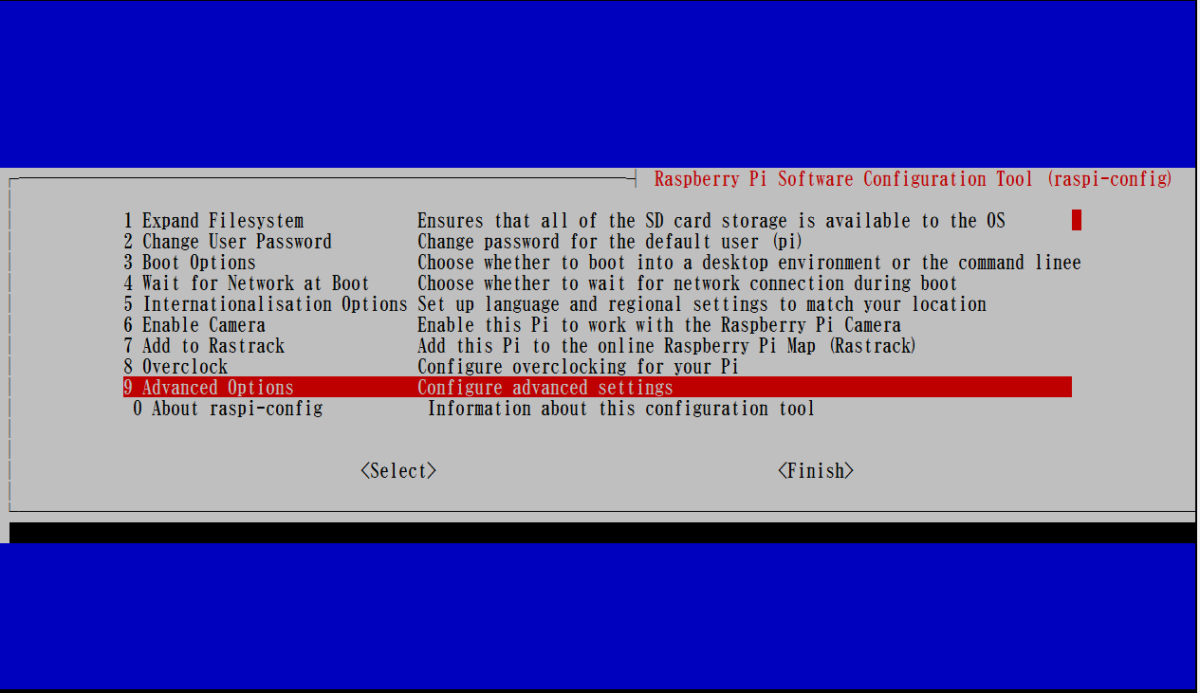 Raspberry Pi Software Configuration Tool (raspi-config)
1 Expand Filesystem Ensures that all of the SD card storage is available to the OS
2 Change User Password Change password for the default user (pi)
3 Boot Options Choose whether to boot into a desktop environment or the command linee
4 Wait for Network at Boot Choose whether to wait for network connection during boot
5 Internationalisation Options Set up language and regional settings to match your location
6 Enable Camera Enable this Pi to work with the Raspberry Pi Camera
7 Add to Rastrack Add this Pi to the online Raspberry Pi Map (Rastrack)
8 Overclock Configure overclocking for your Pi
9 Advanced Options Configure advanced settings
0 About raspi-config Information about this configuration tool
<Select> <Finish>